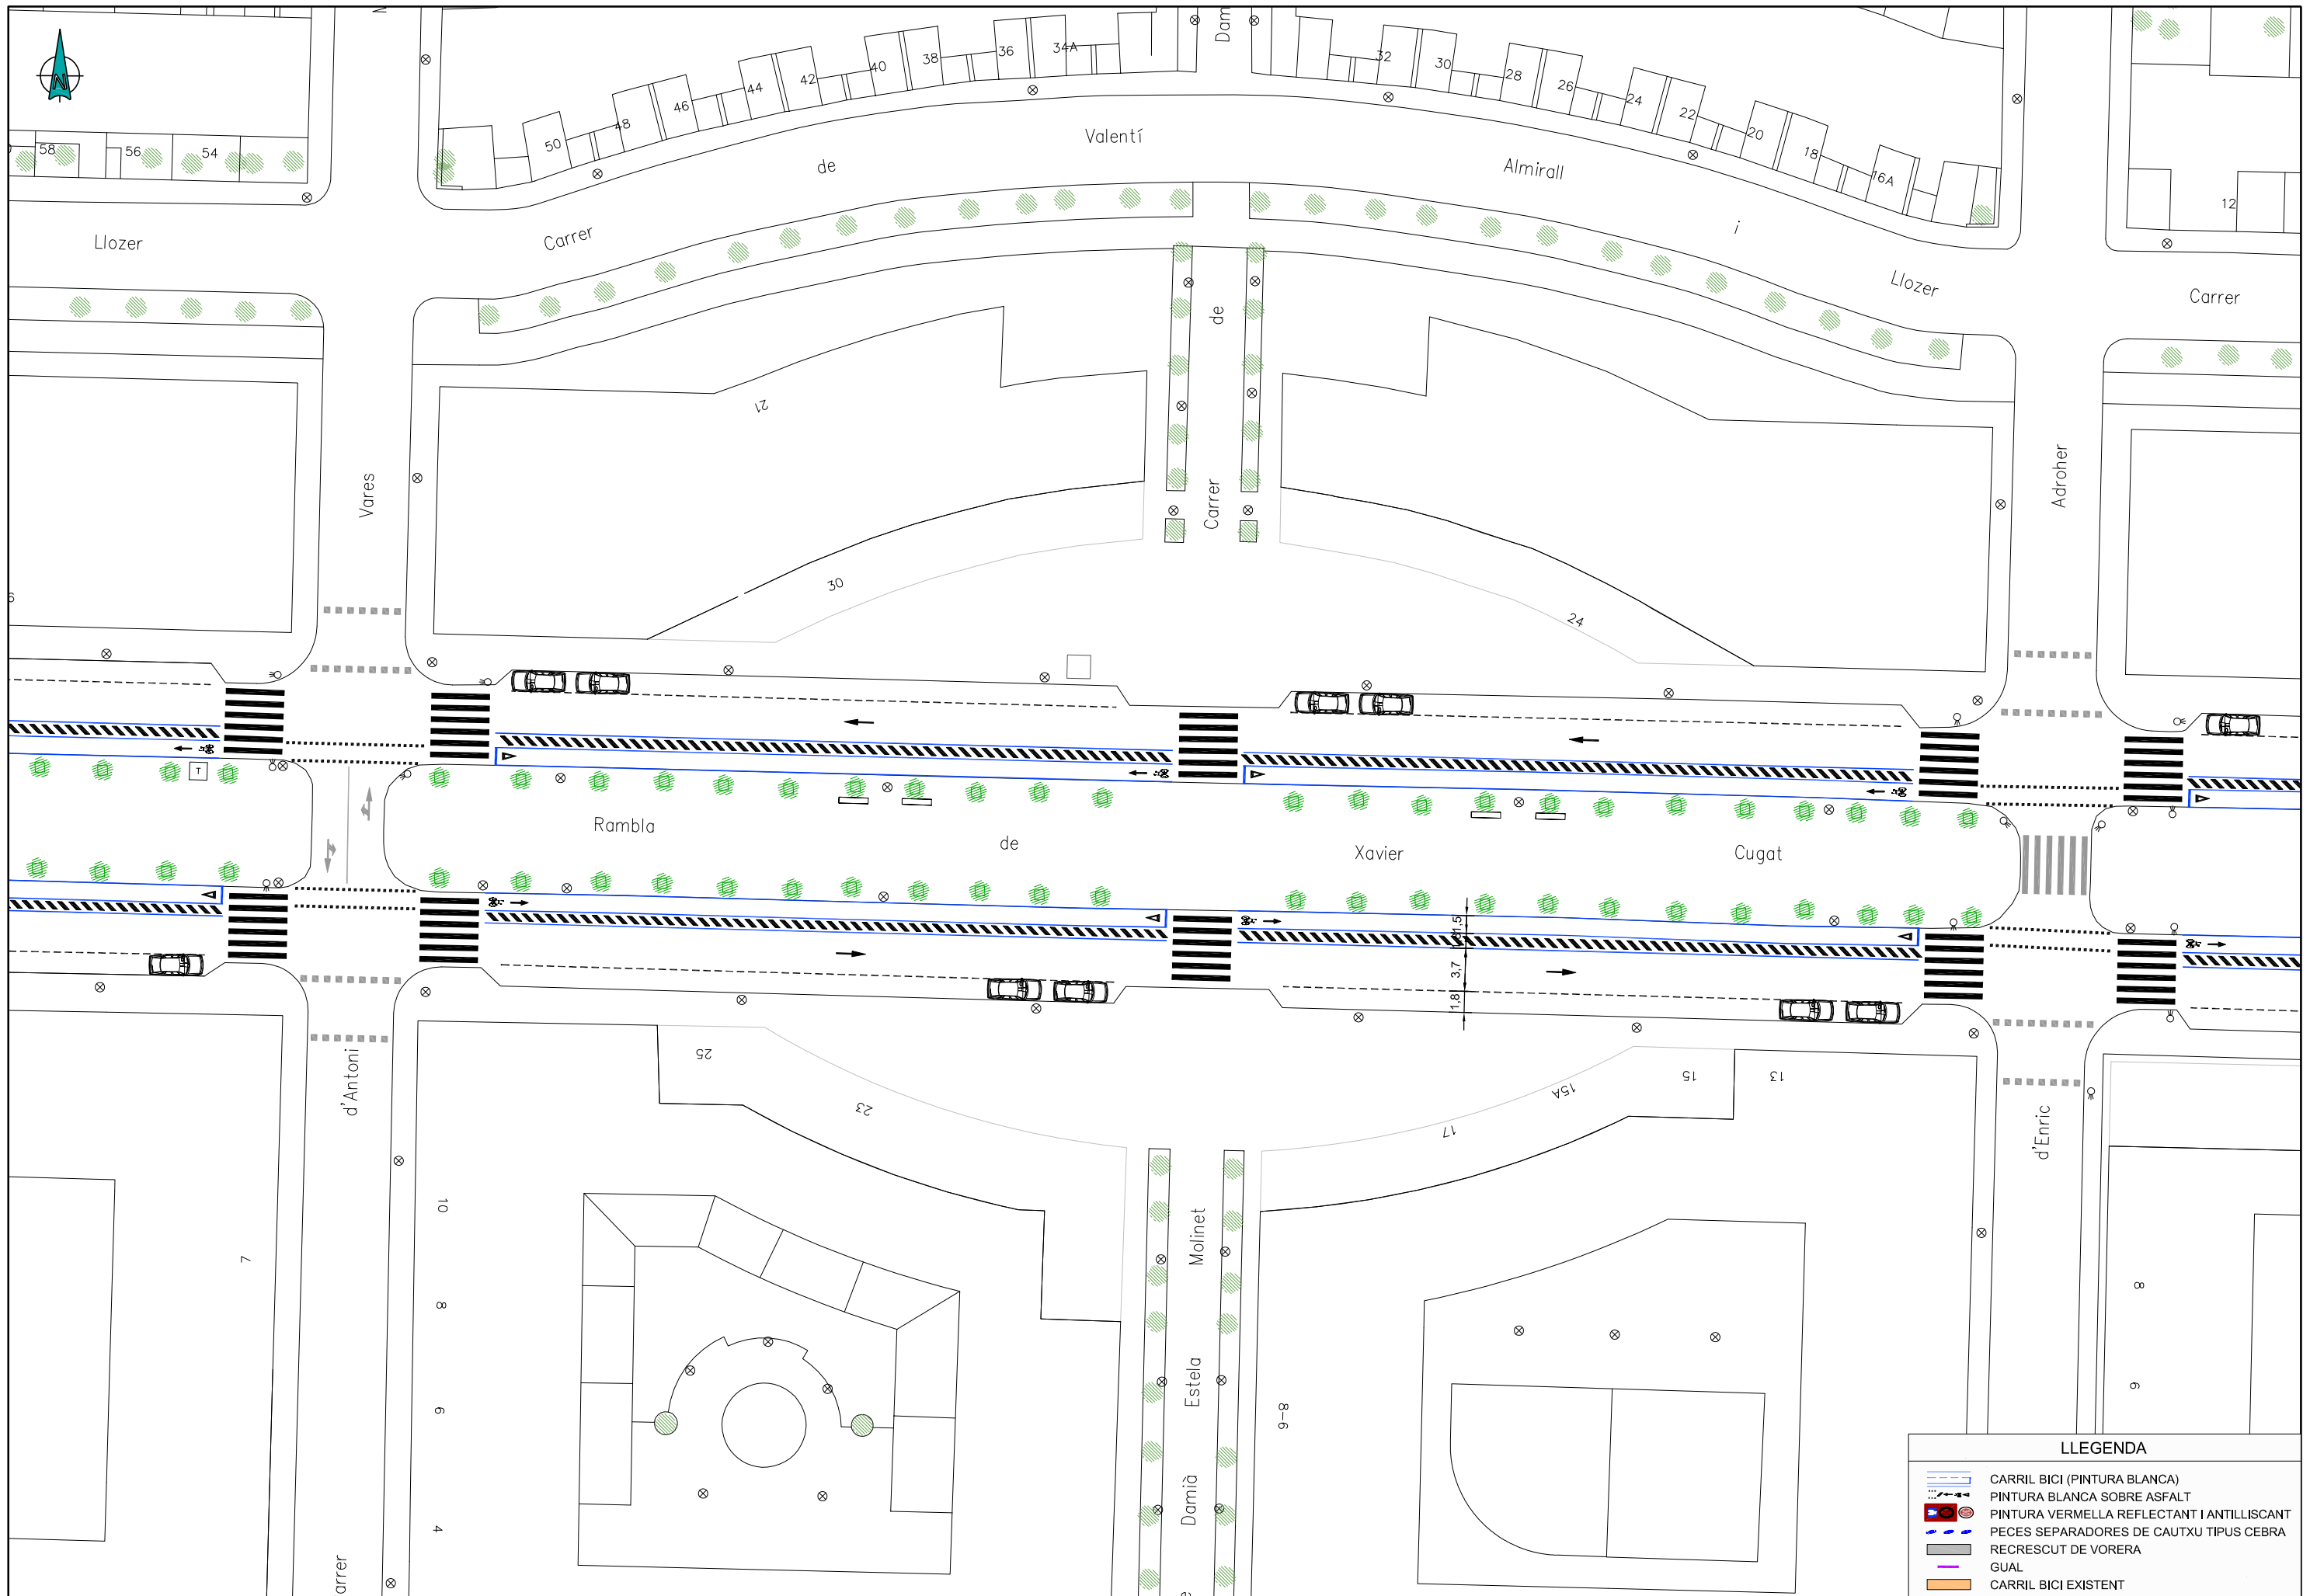 N
Dam
58
56
54
50
48
46
44
42
40
38
36
34A
32
30
28
26
24
22
20
18
16A
12
Llozer
Carrer
de
Valentí
Almirall
i
Llozer
Carrer
21
de
Carrer
Vares
Adroher
30
24
T
Rambla
de
Xavier
Cugat
1,5
3,7
1,8
25
23
15A
17
15
13
d'Antoni
d'Enric
10
8
6
4
7
Molinet
Estela
Damià
8-6
8
6
arrer
LLEGENDA
CARRIL BICI (PINTURA BLANCA)
PINTURA BLANCA SOBRE ASFALT
PINTURA VERMELLA REFLECTANT I ANTILLISCANT
PECES SEPARADORES DE CAUTXU TIPUS CEBRA
RECRESCUT DE VORERA
GUAL
CARRIL BICI EXISTENT